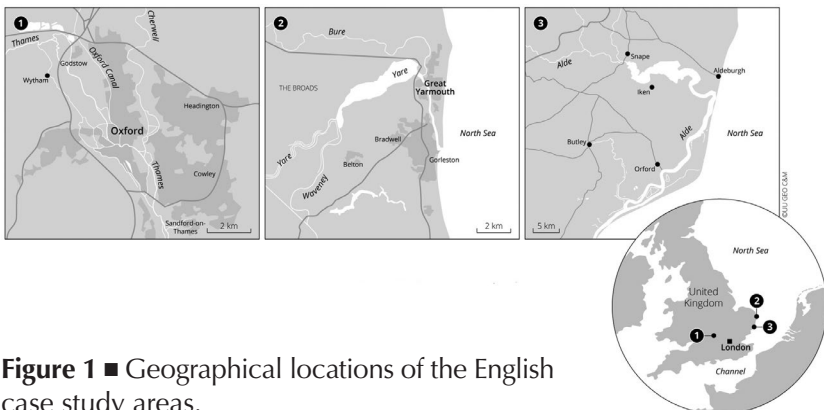 1
Thames
Cherwell
Godstow
Wytham
Oxford Canal
Headington
Oxford
Cowley
Thames
Sandford-on-
Thames
2 km
2
Bure
Yare
THE BROADS
Great
Yarmouth
North Sea
Bradwell
Yare
Belton
Gorleston
Waveney
2 km
3
Alde
Snape
Aldeburgh
Iken
Alde
North Sea
Butley
Orford
5 km
©UU GEO C&M
North Sea
United
Kingdom
2
3
1
London
Channel
Figure 1 ■ Geographical locations of the English
case study areas.